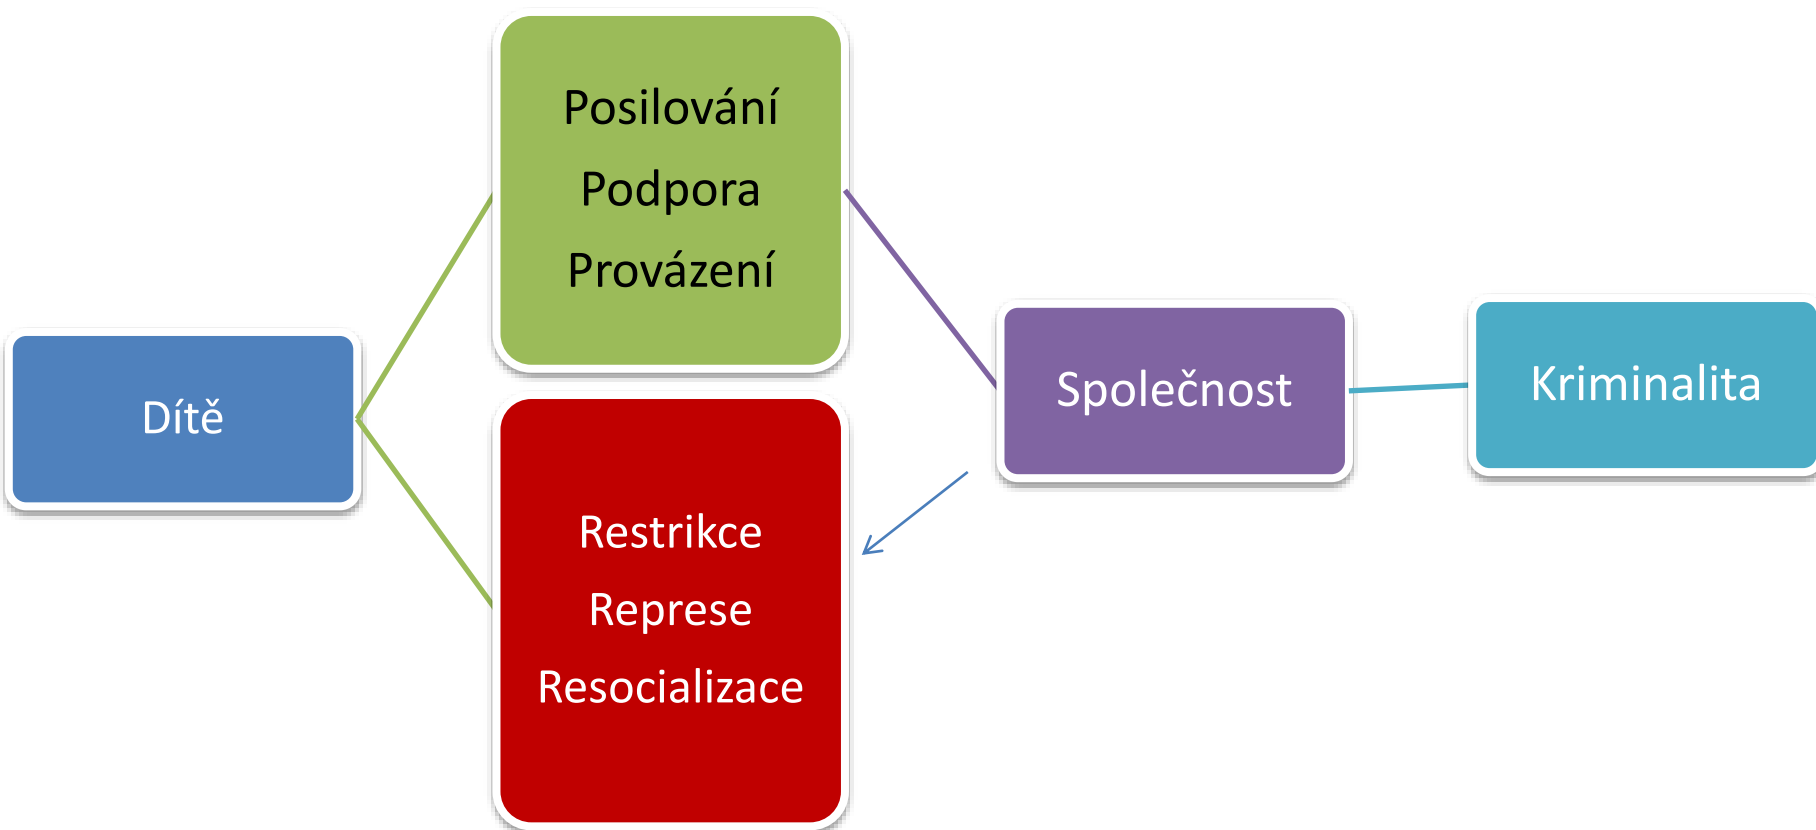 Dítě
Posilování
Podpora
Provázení
Restrikce
Represe
Resocializace
Společnost
Kriminalita